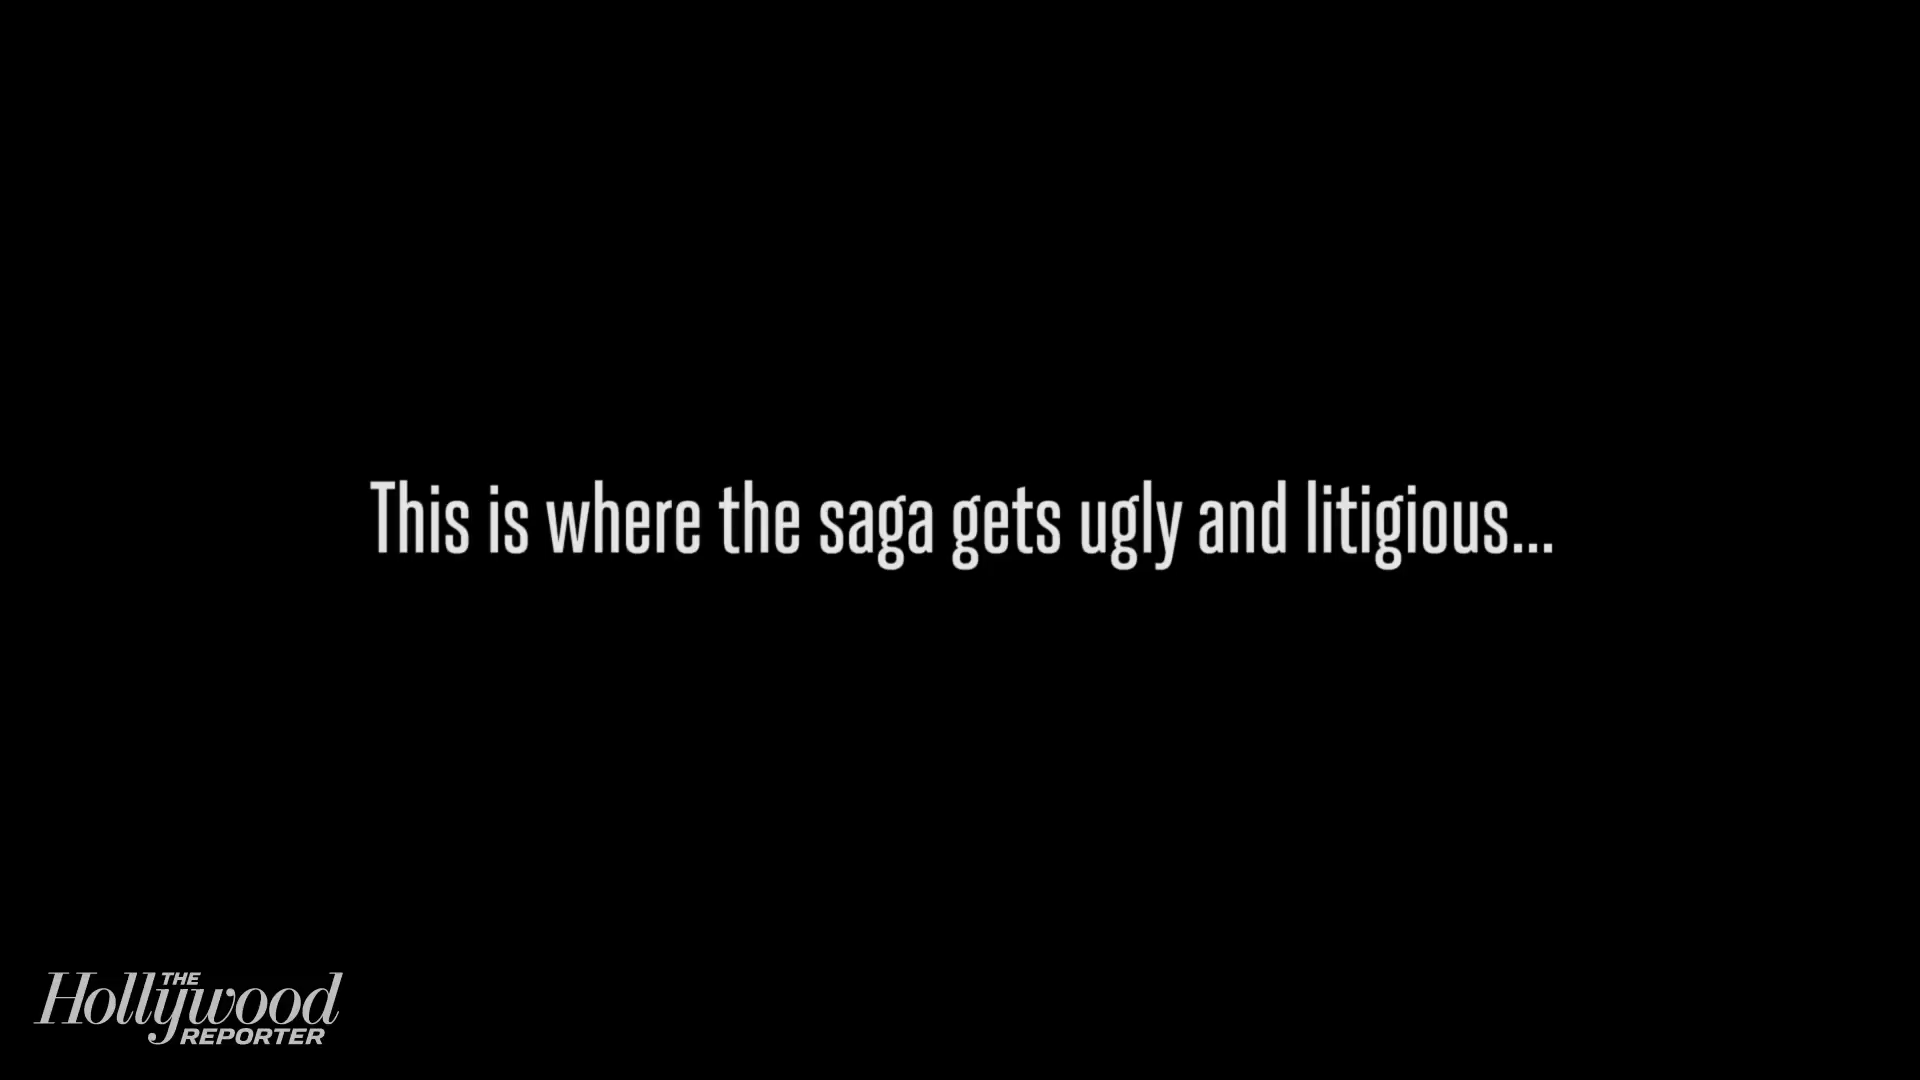 This is where the saga gets ugly and litigious...
THE
Hollywood
REPORTER